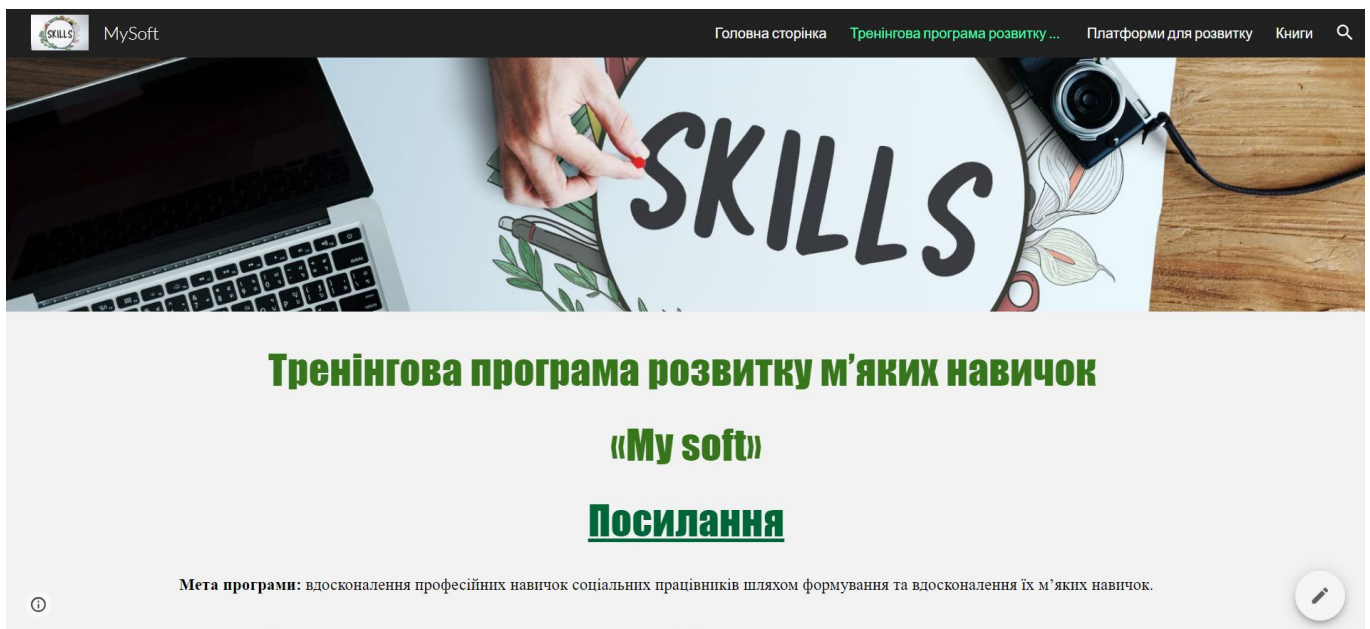 SKILLS
MySoft
Головна сторінка
Тренінгова програма розвитку ...
Платформи для розвитку
Книги
SKILLS
Тренінгова програма розвитку м’яких навичок
«My soft»
Посилання
Мета програми: вдосконалення професійних навичок соціальних працівників шляхом формування та вдосконалення їх м’яких навичок.